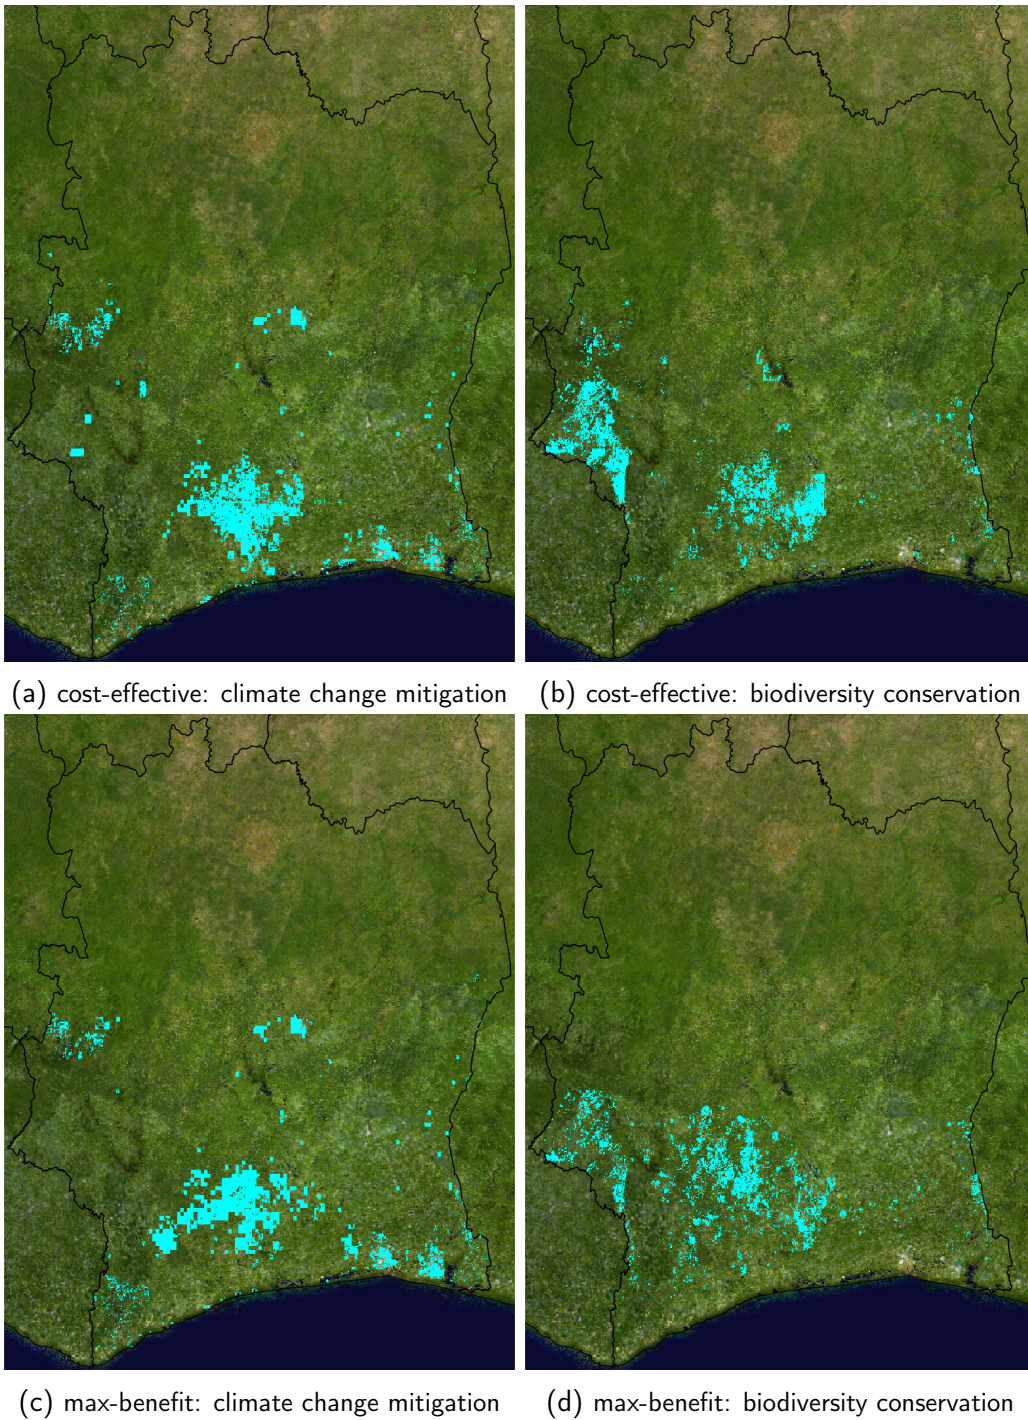 (a) cost-effective: climate change mitigation
(b) cost-effective: biodiversity conservation
(c) max-benefit: climate change mitigation
(d) max-benefit: biodiversity conservation